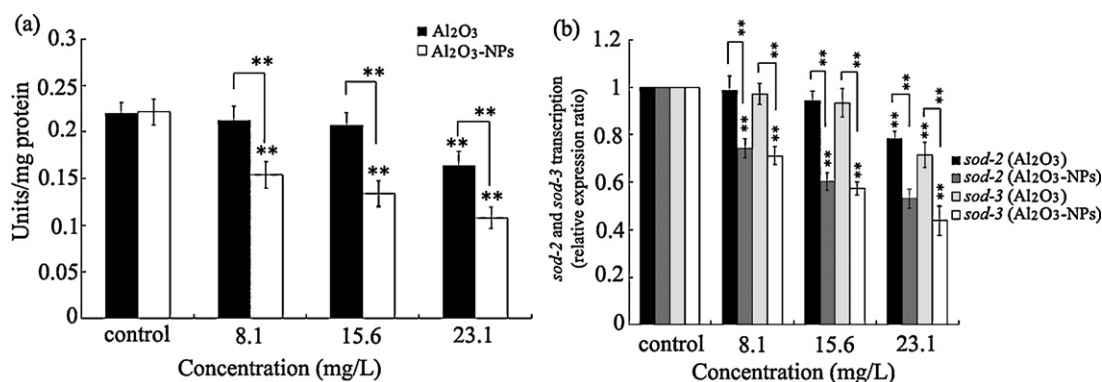 (a)
Al₂O₃
Al₂O₃-NPs
Units/mg protein
0.3
0.25
0.2
0.15
0.1
0.05
0
**
**
**
**
**
**
**
control
8.1
15.6
23.1
Concentration (mg/L)
(b)
sod-2 and sod-3 transcription
(relative expression ratio)
1.2
1
0.8
0.6
0.4
0.2
0
**
**
**
**
**
**
**
**
**
**
**
**
**
control
8.1
15.6
23.1
Concentration (mg/L)
sod-2 (Al₂O₃)
sod-2 (Al₂O₃-NPs)
sod-3 (Al₂O₃)
sod-3 (Al₂O₃-NPs)